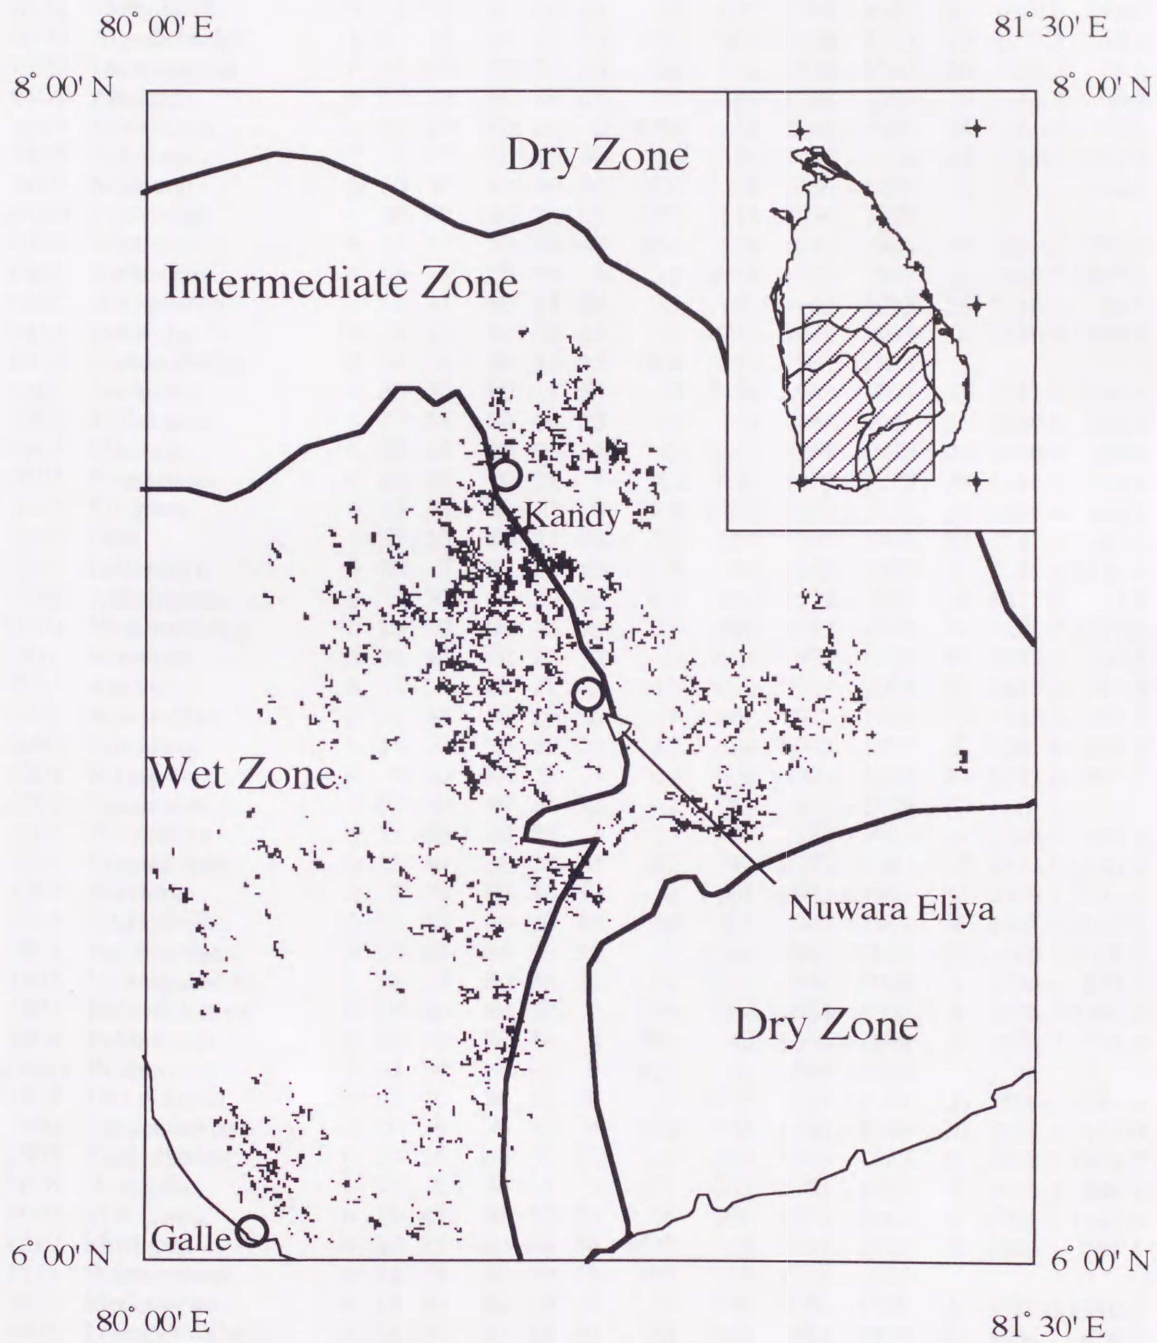 80° 00' E
81° 30' E
8° 00' N
8° 00' N
Dry Zone
Intermediate Zone
Kandy
Wet Zone
Nuwara Eliya
Dry Zone
Galle
6° 00' N
6° 00' N
80° 00' E
81° 30' E